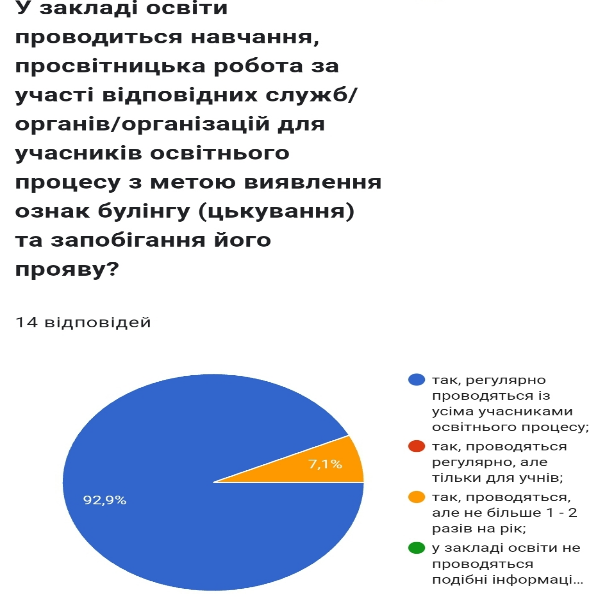 У закладі освіти
проводиться навчання,
просвітницька робота за
участі відповідних служб/
органів/організацій для
учасників освітнього
процесу з метою виявлення
ознак булінгу (цькування)
та запобігання його
прояву?
14 відповідей
92,9%
7,1%
так, регулярно
проводяться із
усіма учасниками
освітнього процесу;
так, проводяться
регулярно, але
тільки для учнів;
так, проводяться,
але не більше 1 - 2
разів на рік;
у закладі освіти не
проводяться
подібні інформаці...